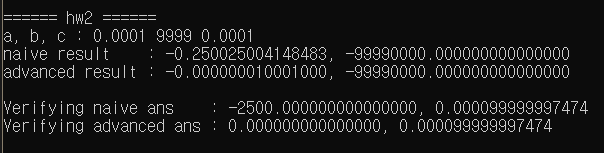 ====== hw2 ======
a, b, c : 0.0001 9999 0.0001
naive result    : -0.250025004148483, -99990000.000000000000000
advanced result : -0.000000010001000, -99990000.000000000000000

Verifying naive ans    : -2500.000000000000000, 0.000099999997474
Verifying advanced ans : 0.000000000000000, 0.000099999997474